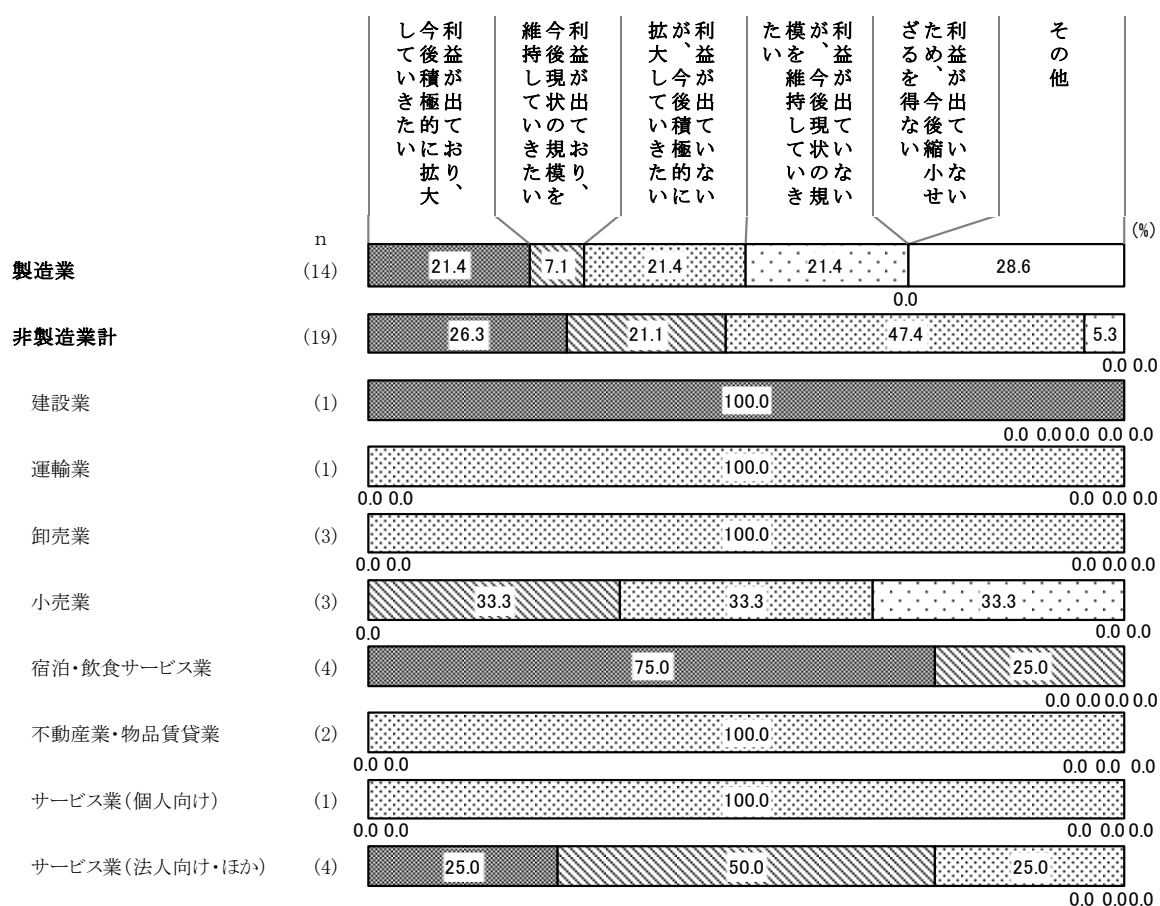 利益が出ており、
今後積極的に拡大
していきたい
利益が出ており、
今後現状の規模を
維持していきたい
利益が出ていない
が、今後積極的に
拡大していきたい
利益が出ていない
が、今後現状の規
模を維持していき
たい
利益が出ていない
ため、今後縮小せ
ざるを得ない
その他
(%)
n
製造業 (14) 21.4 7.1 21.4 21.4 28.6
0.0
非製造業計 (19) 26.3 21.1 47.4 5.3
0.0 0.0
建設業 (1) 100.0
0.0 0.0 0.0 0.0 0.0
運輸業 (1) 100.0
0.0 0.0 0.0 0.0 0.0
卸売業 (3) 100.0
0.0 0.0 0.0 0.0 0.0
小売業 (3) 33.3 33.3 33.3
0.0 0.0 0.0
宿泊・飲食サービス業 (4) 75.0 25.0
0.0 0.0 0.0 0.0
不動産業・物品賃貸業 (2) 100.0
0.0 0.0 0.0 0.0 0.0
サービス業(個人向け) (1) 100.0
0.0 0.0 0.0 0.0 0.0
サービス業(法人向け・ほか) (4) 25.0 50.0 25.0
0.0 0.0 0.0